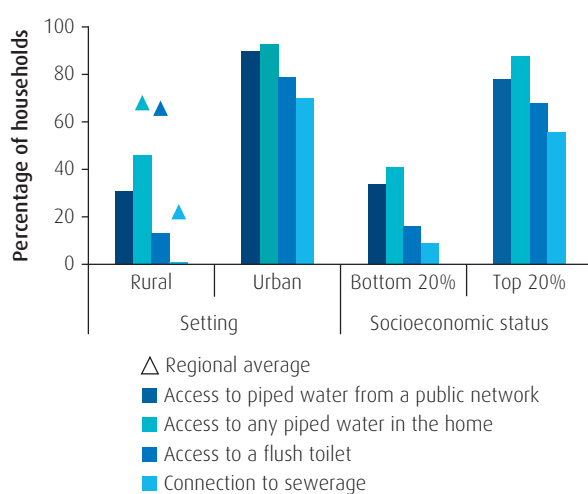 Percentage of households
100
80
60
40
20
0
Rural Urban Bottom 20% Top 20%
Setting Socioeconomic status
Regional average
Access to piped water from a public network
Access to any piped water in the home
Access to a flush toilet
Connection to sewerage